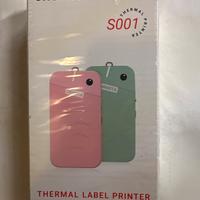 S001
THERMAL PRINTER
THERMAL LABEL PRINTER